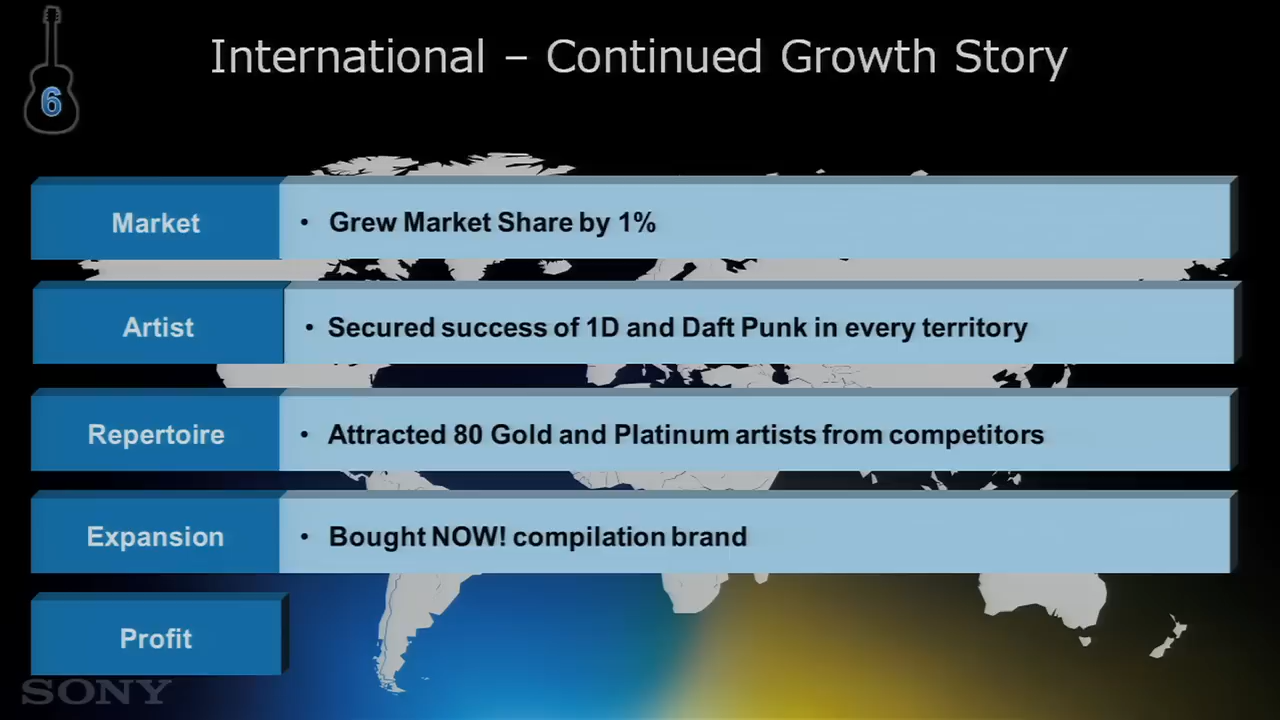 International – Continued Growth Story
6
Market
• Grew Market Share by 1%
Artist
• Secured success of 1D and Daft Punk in every territory
Repertoire
• Attracted 80 Gold and Platinum artists from competitors
Expansion
• Bought NOW! compilation brand
Profit
SONY